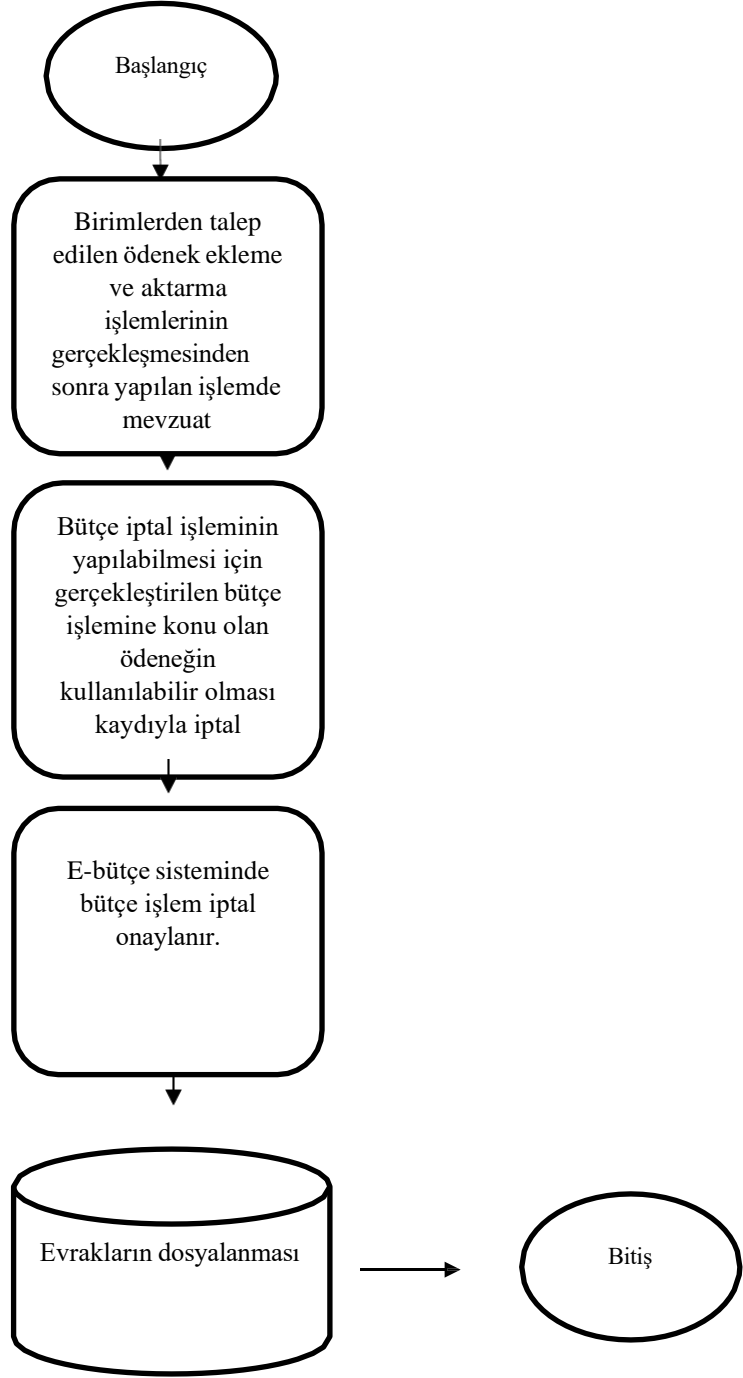 Başlangıç
Birimlerden talep
edilen ödenek ekleme
ve aktarma
işlemlerinin
gerçekleşmesinden
sonra yapılan işlemde
mevzuat
Bütçe iptal işleminin
yapılabilmesi için
gerçekleştirilen bütçe
işlemine konu olan
ödeneğin
kullanılabilir olması
kaydıyla iptal
E-bütçe sisteminde
bütçe işlem iptal
onaylanır.
Evrakların dosyalanması
Bitiş